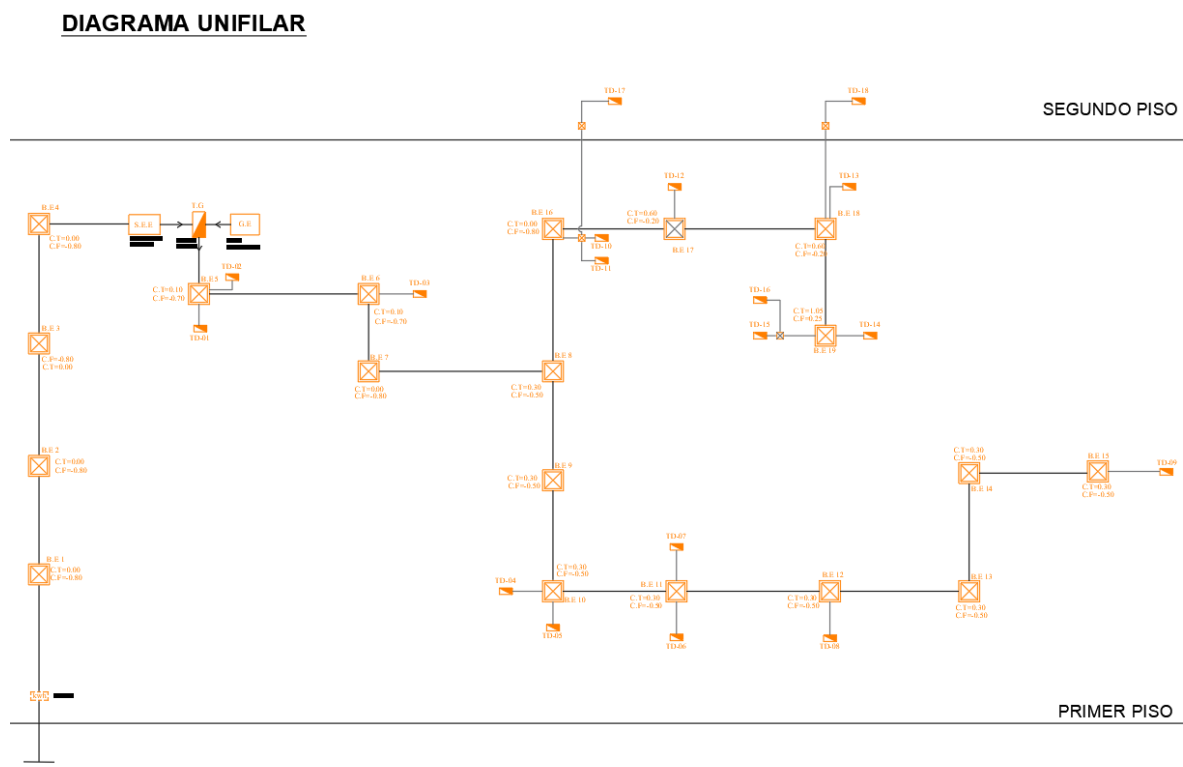 DIAGRAMA UNIFILAR
TD-17
TD-18
SEGUNDO PISO
B.E4
C.T=0.00
C.F=-0.80
S.E.E
T.G
G.E
TD-12
TD-13
B.E 16
C.T=0.00
C.F=-0.80
C.T=0.60
C.F=-0.20
B.E 17
B.E 18
C.T=0.60
C.F=-0.20
TD-10
TD-11
B.E5
TD-02
C.T=0.10
C.F=-0.70
TD-01
B.E 6
TD-03
C.T=0.10
C.F=-0.70
TD-16
C.T=1.05
C.F=0.25
TD-15
TD-14
B.E 19
B.E 3
C.F=-0.80
C.T=0.00
B.E 7
C.T=0.00
C.F=-0.80
B.E 8
C.T=0.30
C.F=-0.50
B.E 2
C.T=0.00
C.F=-0.80
B.E 9
C.T=0.30
C.F=-0.50
C.T=0.30
C.F=-0.50
B.E 14
B.E 15
TD-09
C.T=0.30
C.F=-0.50
B.E 1
C.T=0.00
C.F=-0.80
C.T=0.30
C.F=-0.50
TD-04
B.E 10
TD-05
TD-07
B.E 11
C.T=0.30
C.F=-0.50
TD-06
B.E 12
C.T=0.30
C.F=-0.50
TD-08
B.E 13
C.T=0.30
C.F=-0.50
kwh
PRIMER PISO